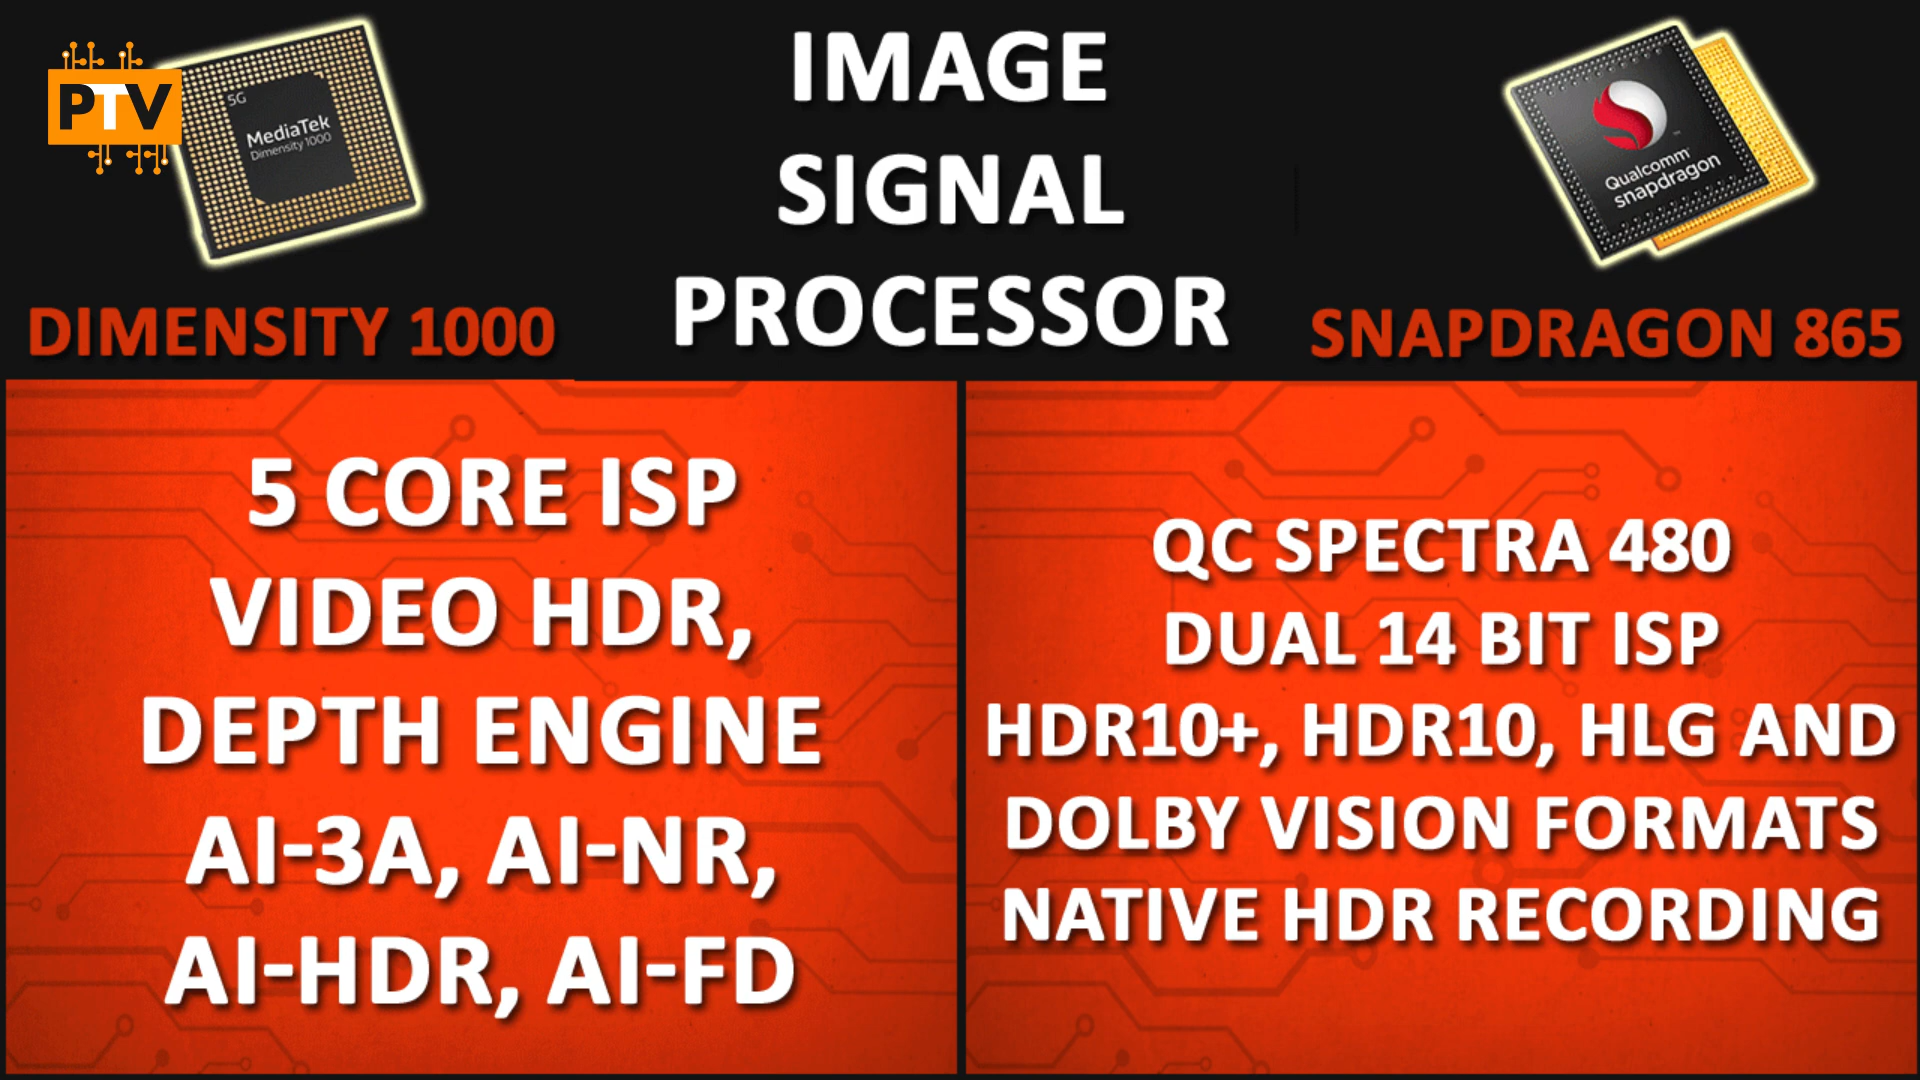 PTV
5G
MediaTek
Dimensity 1000
IMAGE
SIGNAL
PROCESSOR
Qualcomm
snapdragon
DIMENSITY 1000
SNAPDRAGON 865
5 CORE ISP
VIDEO HDR,
DEPTH ENGINE
AI-3A, AI-NR,
AI-HDR, AI-FD
QC SPECTRA 480
DUAL 14 BIT ISP
HDR10+, HDR10, HLG AND
DOLBY VISION FORMATS
NATIVE HDR RECORDING